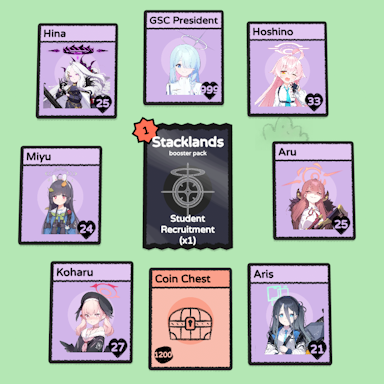 Hina
25
GSC President
999
Hoshino
33
Miyu
24
1
Stacklands
booster pack
Student
Recruitment
(x1)
Aru
25
Koharu
27
Coin Chest
1200
Aris
21